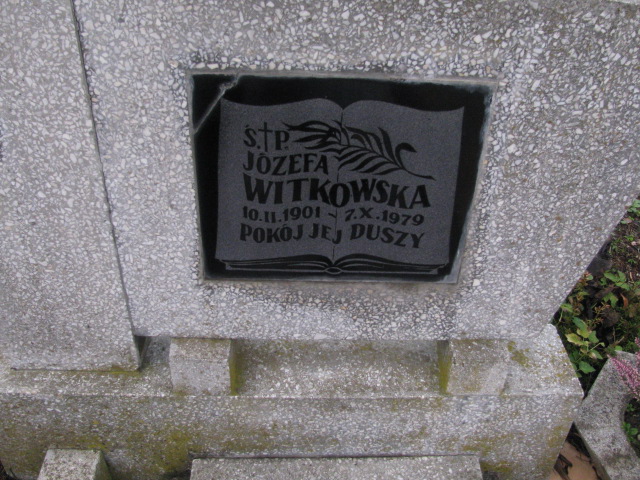 Ś.†P.
JÓZEFA
WITKOWSKA
10.II.1901 - 7.X.1979
POKÓJ JEJ DUSZY